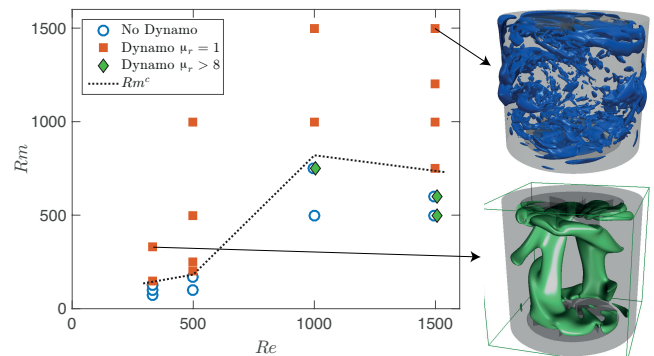 1500
1000
500
0
Rm
No Dynamo
Dynamo μr = 1
Dynamo μr > 8
Rm^c
0
500
1000
1500
Re